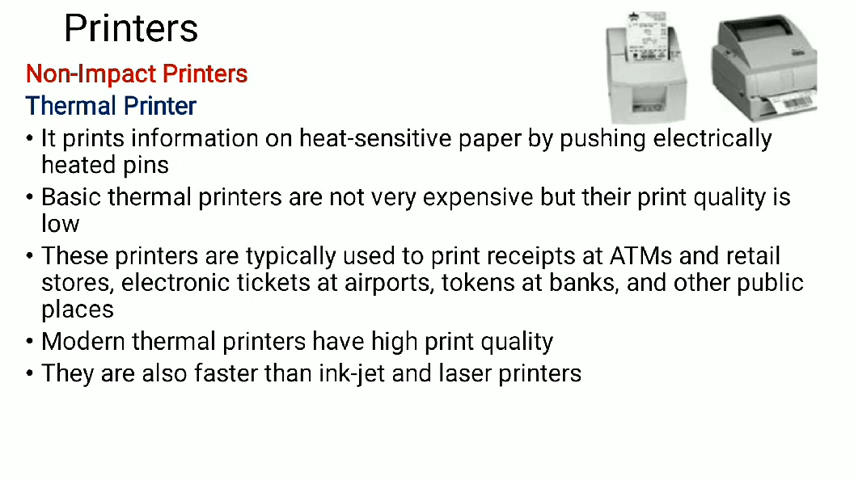 Printers
Non-Impact Printers
Thermal Printer
• It prints information on heat-sensitive paper by pushing electrically
heated pins
• Basic thermal printers are not very expensive but their print quality is
low
• These printers are typically used to print receipts at ATMs and retail
stores, electronic tickets at airports, tokens at banks, and other public
places
• Modern thermal printers have high print quality
• They are also faster than ink-jet and laser printers